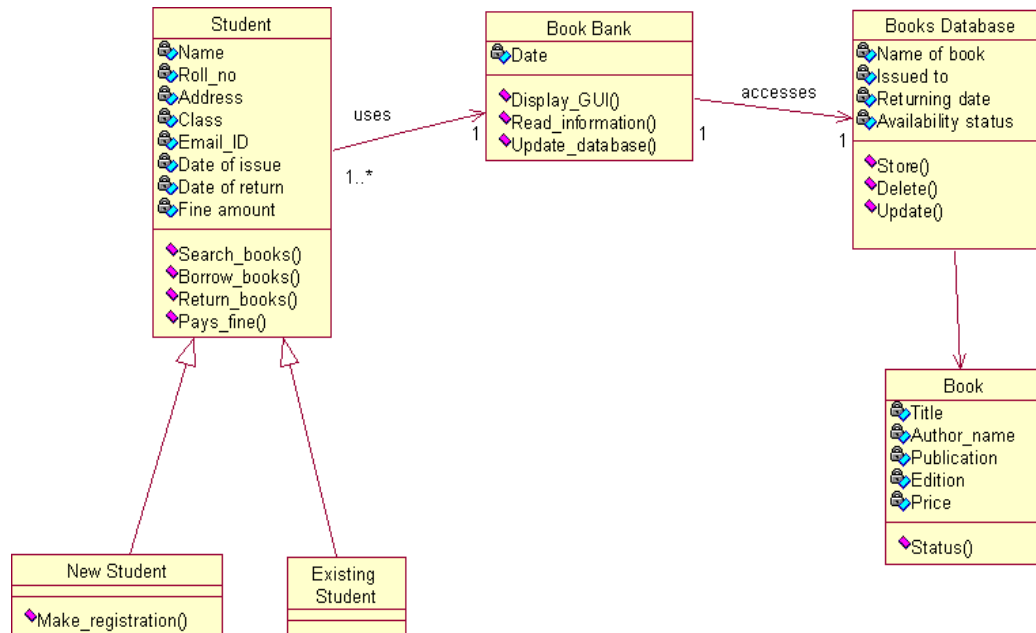 Student
Name
Roll_no
Address
Class
Email_ID
Date of issue
Date of return
Fine amount
Search_books()
Borrow_books()
Return_books()
Pays_fine()
uses
1
1..*
Book Bank
Date
Display_GUI()
Read_information()
Update_database()
accesses
1
1
Books Database
Name of book
Issued to
Returning date
Availability status
Store()
Delete()
Update()
Book
Title
Author_name
Publication
Edition
Price
Status()
New Student
Make_registration()
Existing
Student